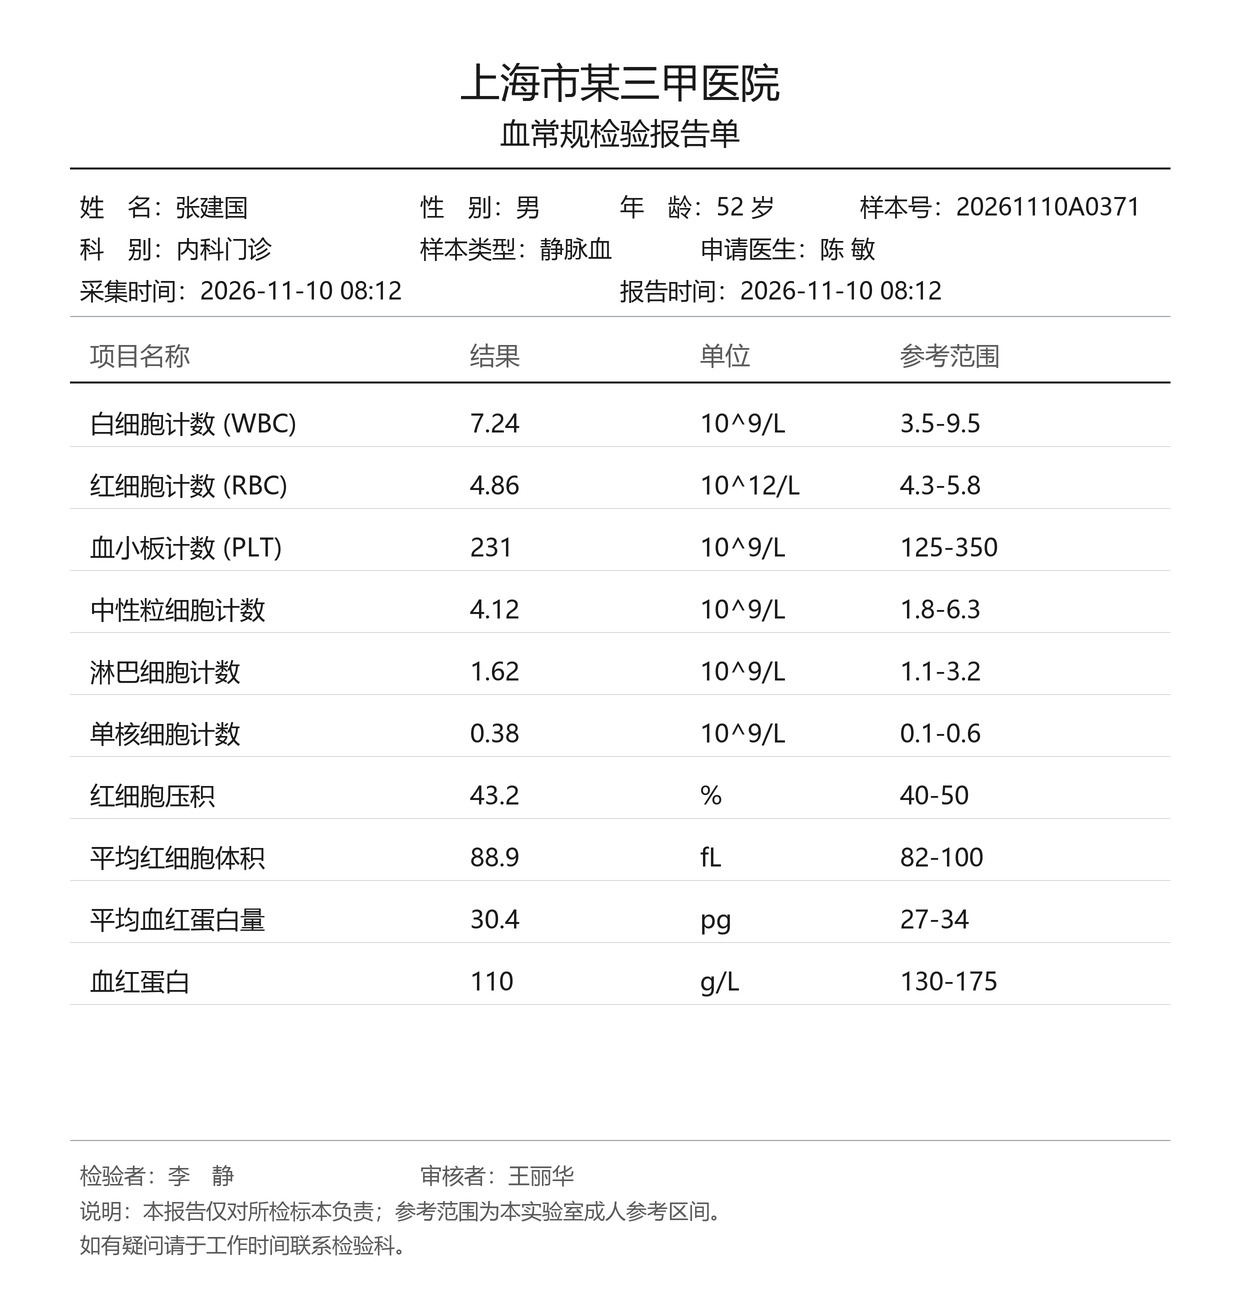 上海市某三甲医院
血常规检验报告单
姓 名：张建国 性 别：男 年 龄：52 岁 样本号：20261110A0371
科 别：内科门诊 样本类型：静脉血 申请医生：陈 敏
采集时间：2026-11-10 08:12 报告时间：2026-11-10 08:12
项目名称 结果 单位 参考范围
白细胞计数 (WBC) 7.24 10^9/L 3.5-9.5
红细胞计数 (RBC) 4.86 10^12/L 4.3-5.8
血小板计数 (PLT) 231 10^9/L 125-350
中性粒细胞计数 4.12 10^9/L 1.8-6.3
淋巴细胞计数 1.62 10^9/L 1.1-3.2
单核细胞计数 0.38 10^9/L 0.1-0.6
红细胞压积 43.2 % 40-50
平均红细胞体积 88.9 fL 82-100
平均血红蛋白量 30.4 pg 27-34
血红蛋白 110 g/L 130-175
检验者：李 静 审核者：王丽华
说明：本报告仅对所检标本负责；参考范围为本实验室成人参考区间。
如有疑问请于工作时间联系检验科。